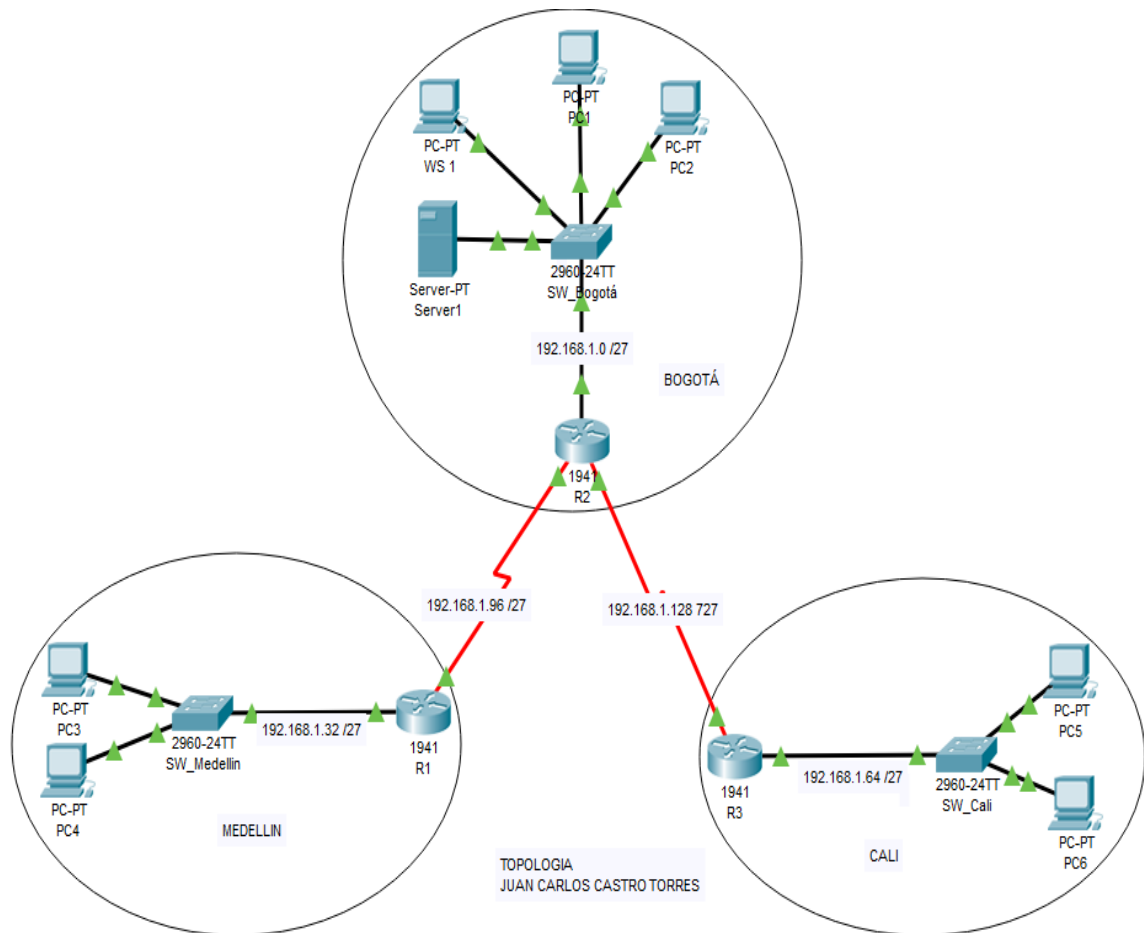 PC-PT
PC1
PC-PT
WS 1
PC-PT
PC2
Server-PT
Server1
2960-24TT
SW_Bogotá
192.168.1.0 /27
BOGOTÁ
1941
R2
192.168.1.96 /27
192.168.1.128 727
PC-PT
PC3
2960-24TT
SW_Medellin
192.168.1.32 /27
1941
R1
PC-PT
PC4
MEDELLIN
PC-PT
PC5
1941
R3
192.168.1.64 /27
2960-24TT
SW_Cali
PC-PT
PC6
CALI
TOPOLOGIA
JUAN CARLOS CASTRO TORRES